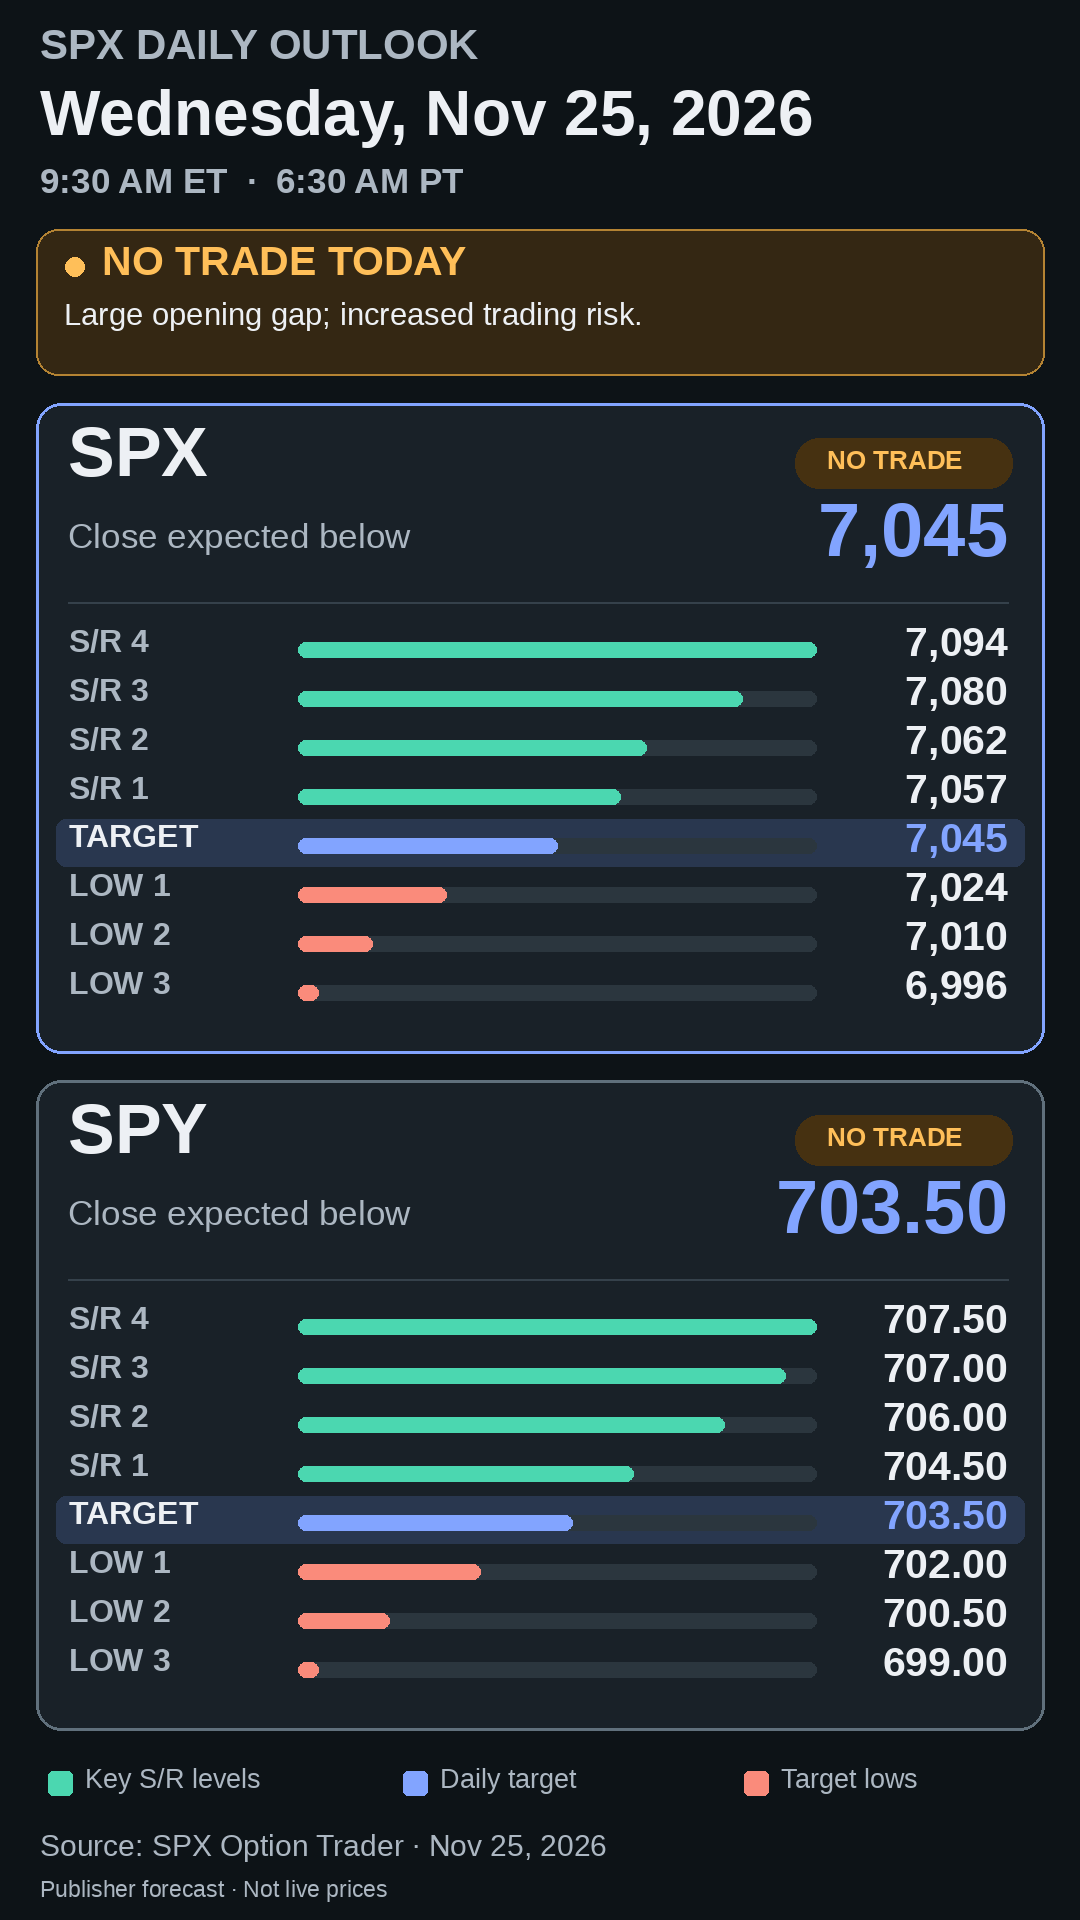 SPX DAILY OUTLOOK
Wednesday, Nov 25, 2026
9:30 AM ET · 6:30 AM PT
NO TRADE TODAY
Large opening gap; increased trading risk.
SPX
NO TRADE
Close expected below 7,045
S/R 4 7,094
S/R 3 7,080
S/R 2 7,062
S/R 1 7,057
TARGET 7,045
LOW 1 7,024
LOW 2 7,010
LOW 3 6,996
SPY
NO TRADE
Close expected below 703.50
S/R 4 707.50
S/R 3 707.00
S/R 2 706.00
S/R 1 704.50
TARGET 703.50
LOW 1 702.00
LOW 2 700.50
LOW 3 699.00
Key S/R levels Daily target Target lows
Source: SPX Option Trader · Nov 25, 2026
Publisher forecast · Not live prices